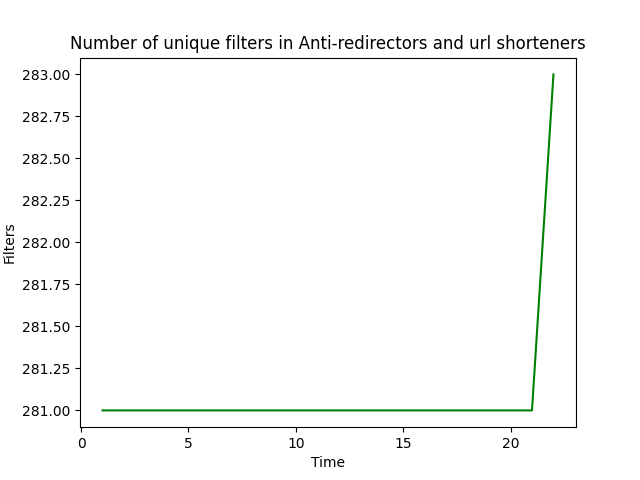 Number of unique filters in Anti-redirectors and url shorteners
283.00
282.75
282.50
282.25
282.00
281.75
281.50
281.25
281.00
Filters
0 5 10 15 20
Time